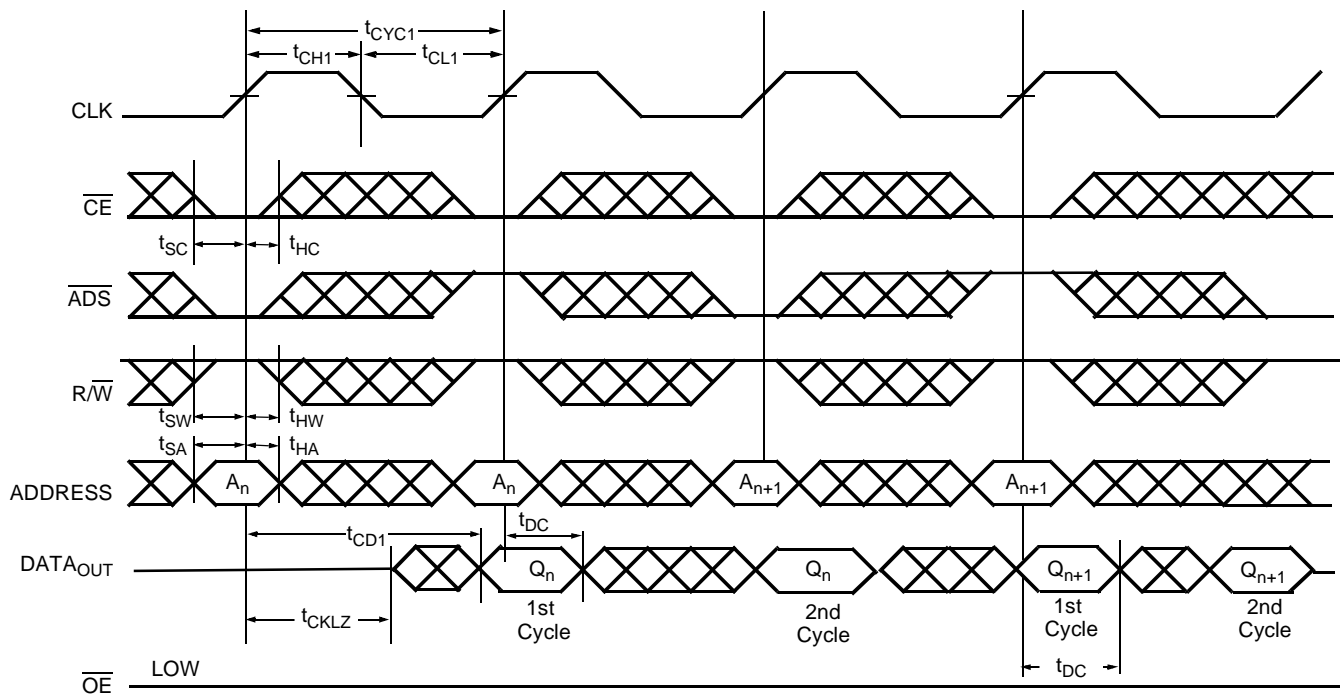 tCYC1
tCH1
tCL1
CLK
CE
tSC
tHC
ADS
R/W
tSW
tHW
tSA
tHA
ADDRESS
An
An
An+1
An+1
tCD1
tDC
DATAOUT
Qn
Qn
Qn+1
Qn+1
1st
Cycle
2nd
Cycle
1st
Cycle
2nd
Cycle
tCKLZ
tDC
OE
LOW